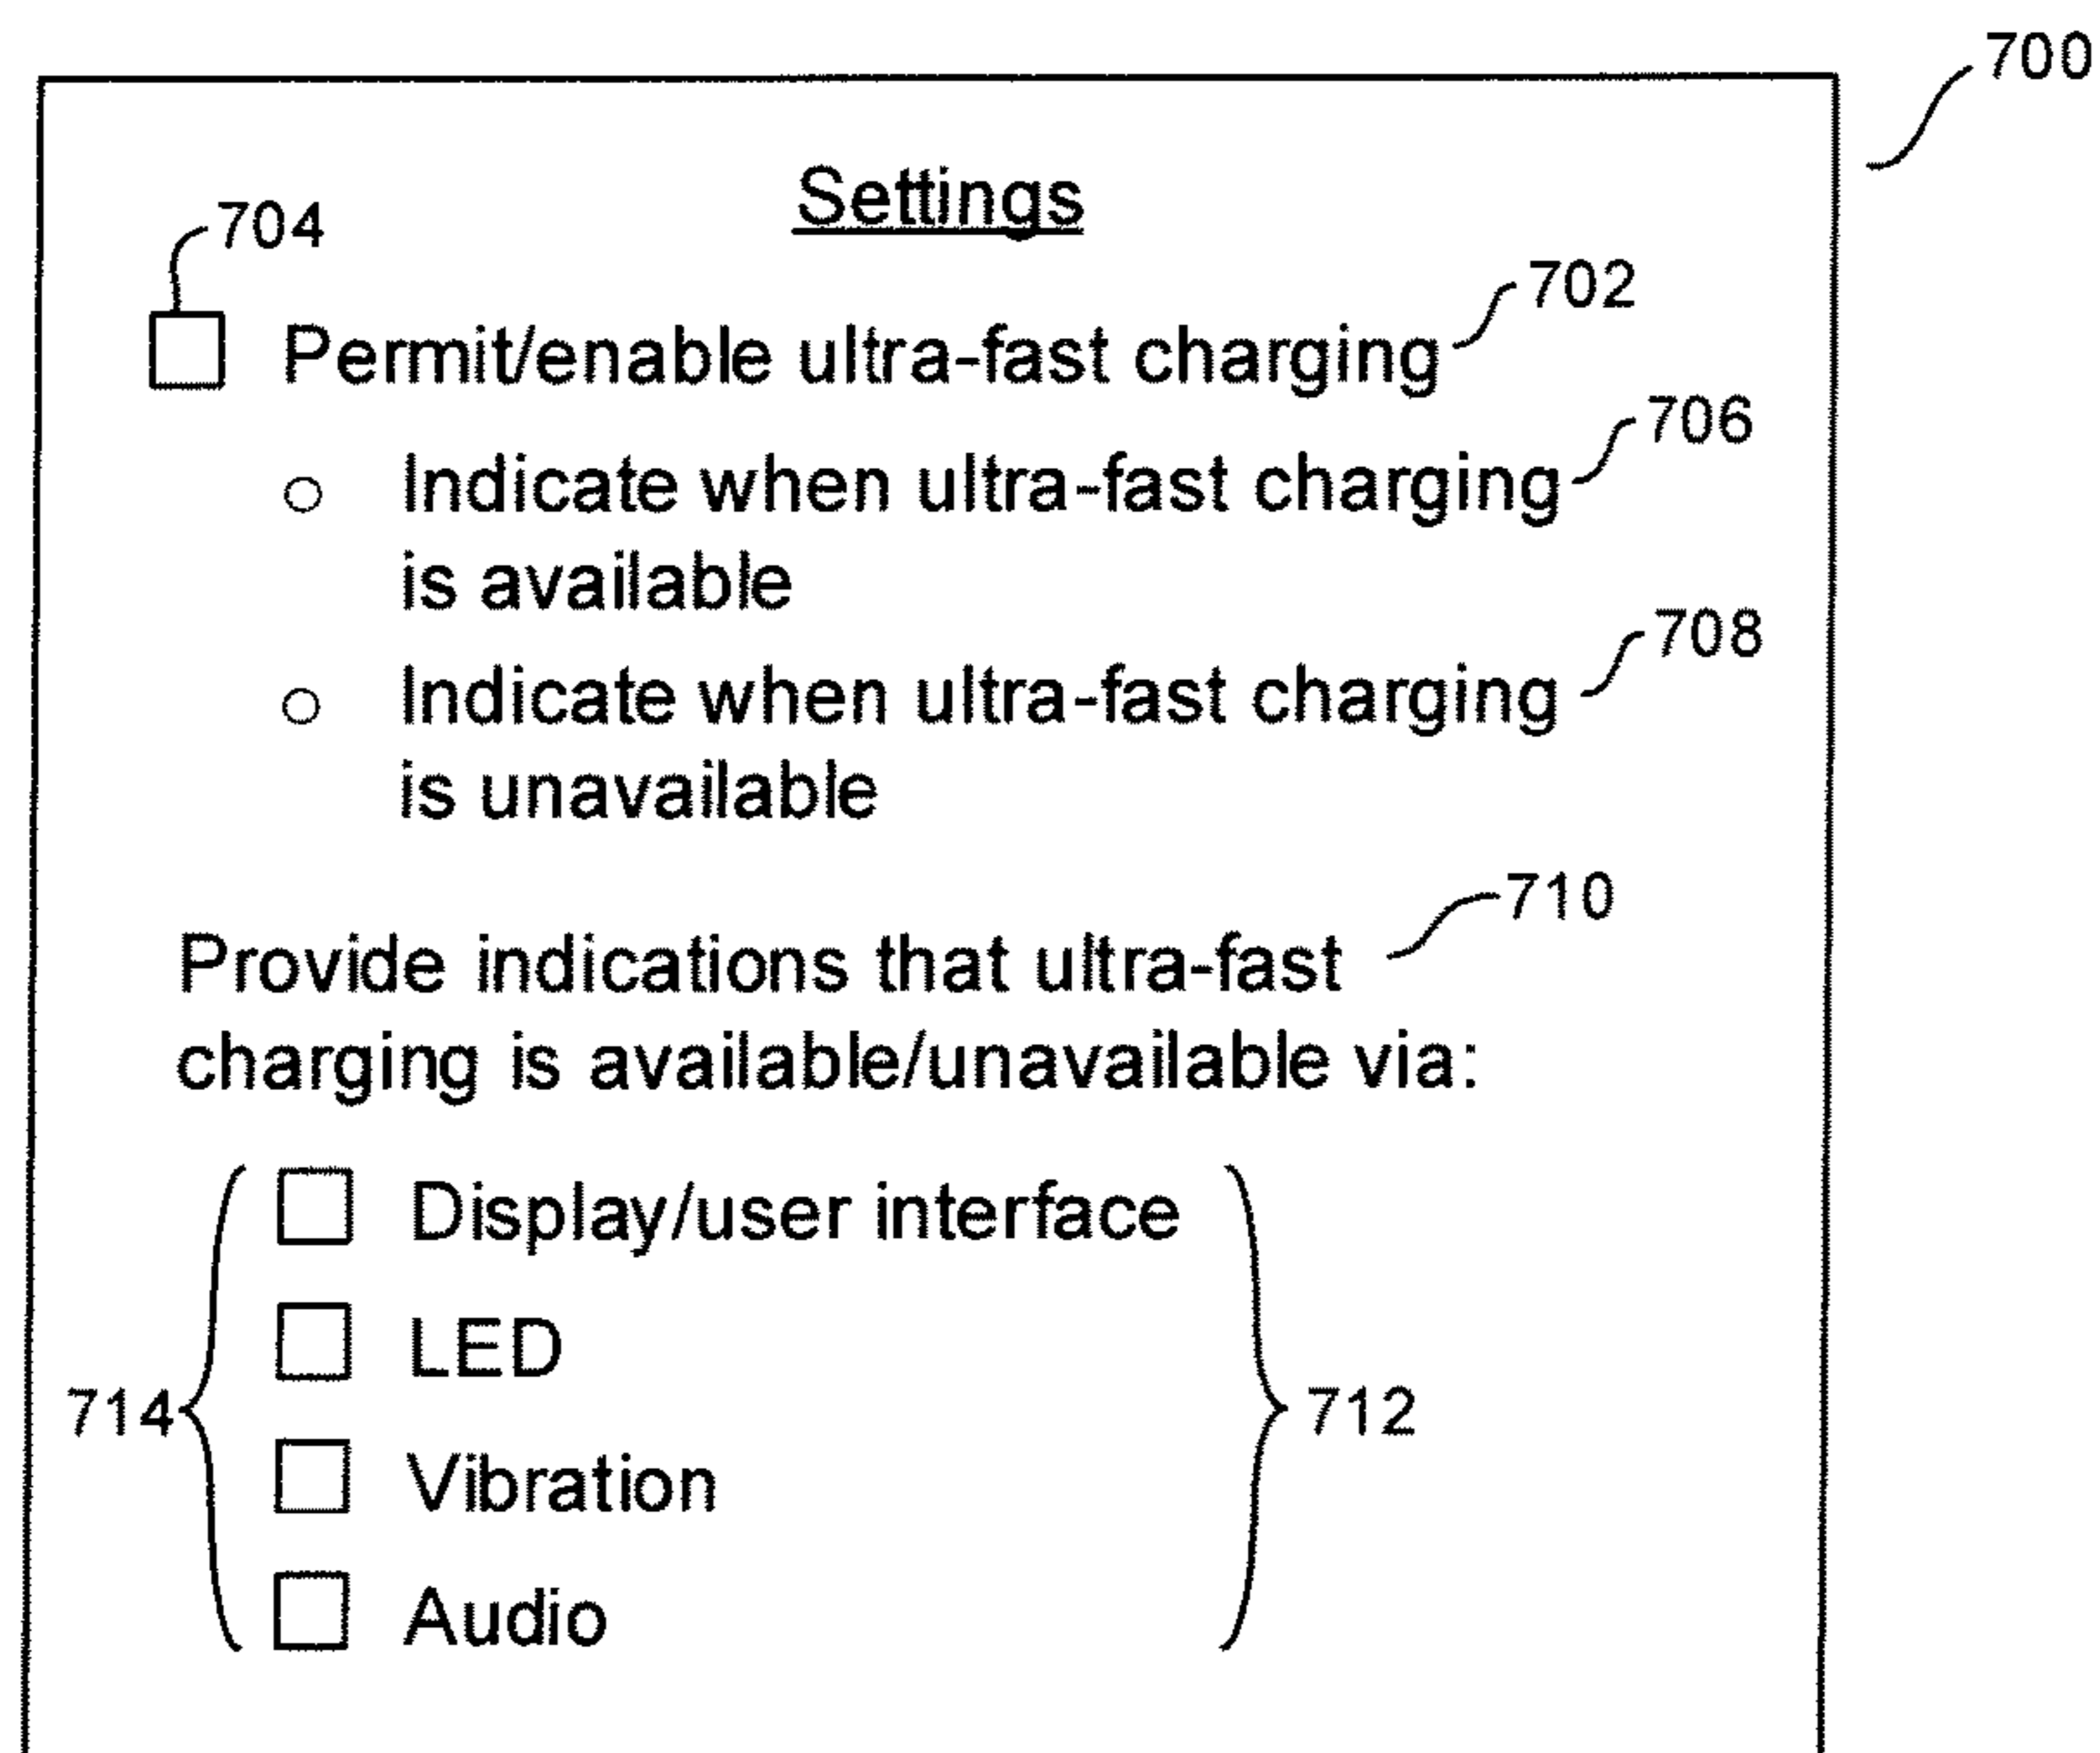 700
Settings
704
702
Permit/enable ultra-fast charging
706
Indicate when ultra-fast charging
is available
708
Indicate when ultra-fast charging
is unavailable
710
Provide indications that ultra-fast
charging is available/unavailable via:
Display/user interface
LED
714
712
Vibration
Audio